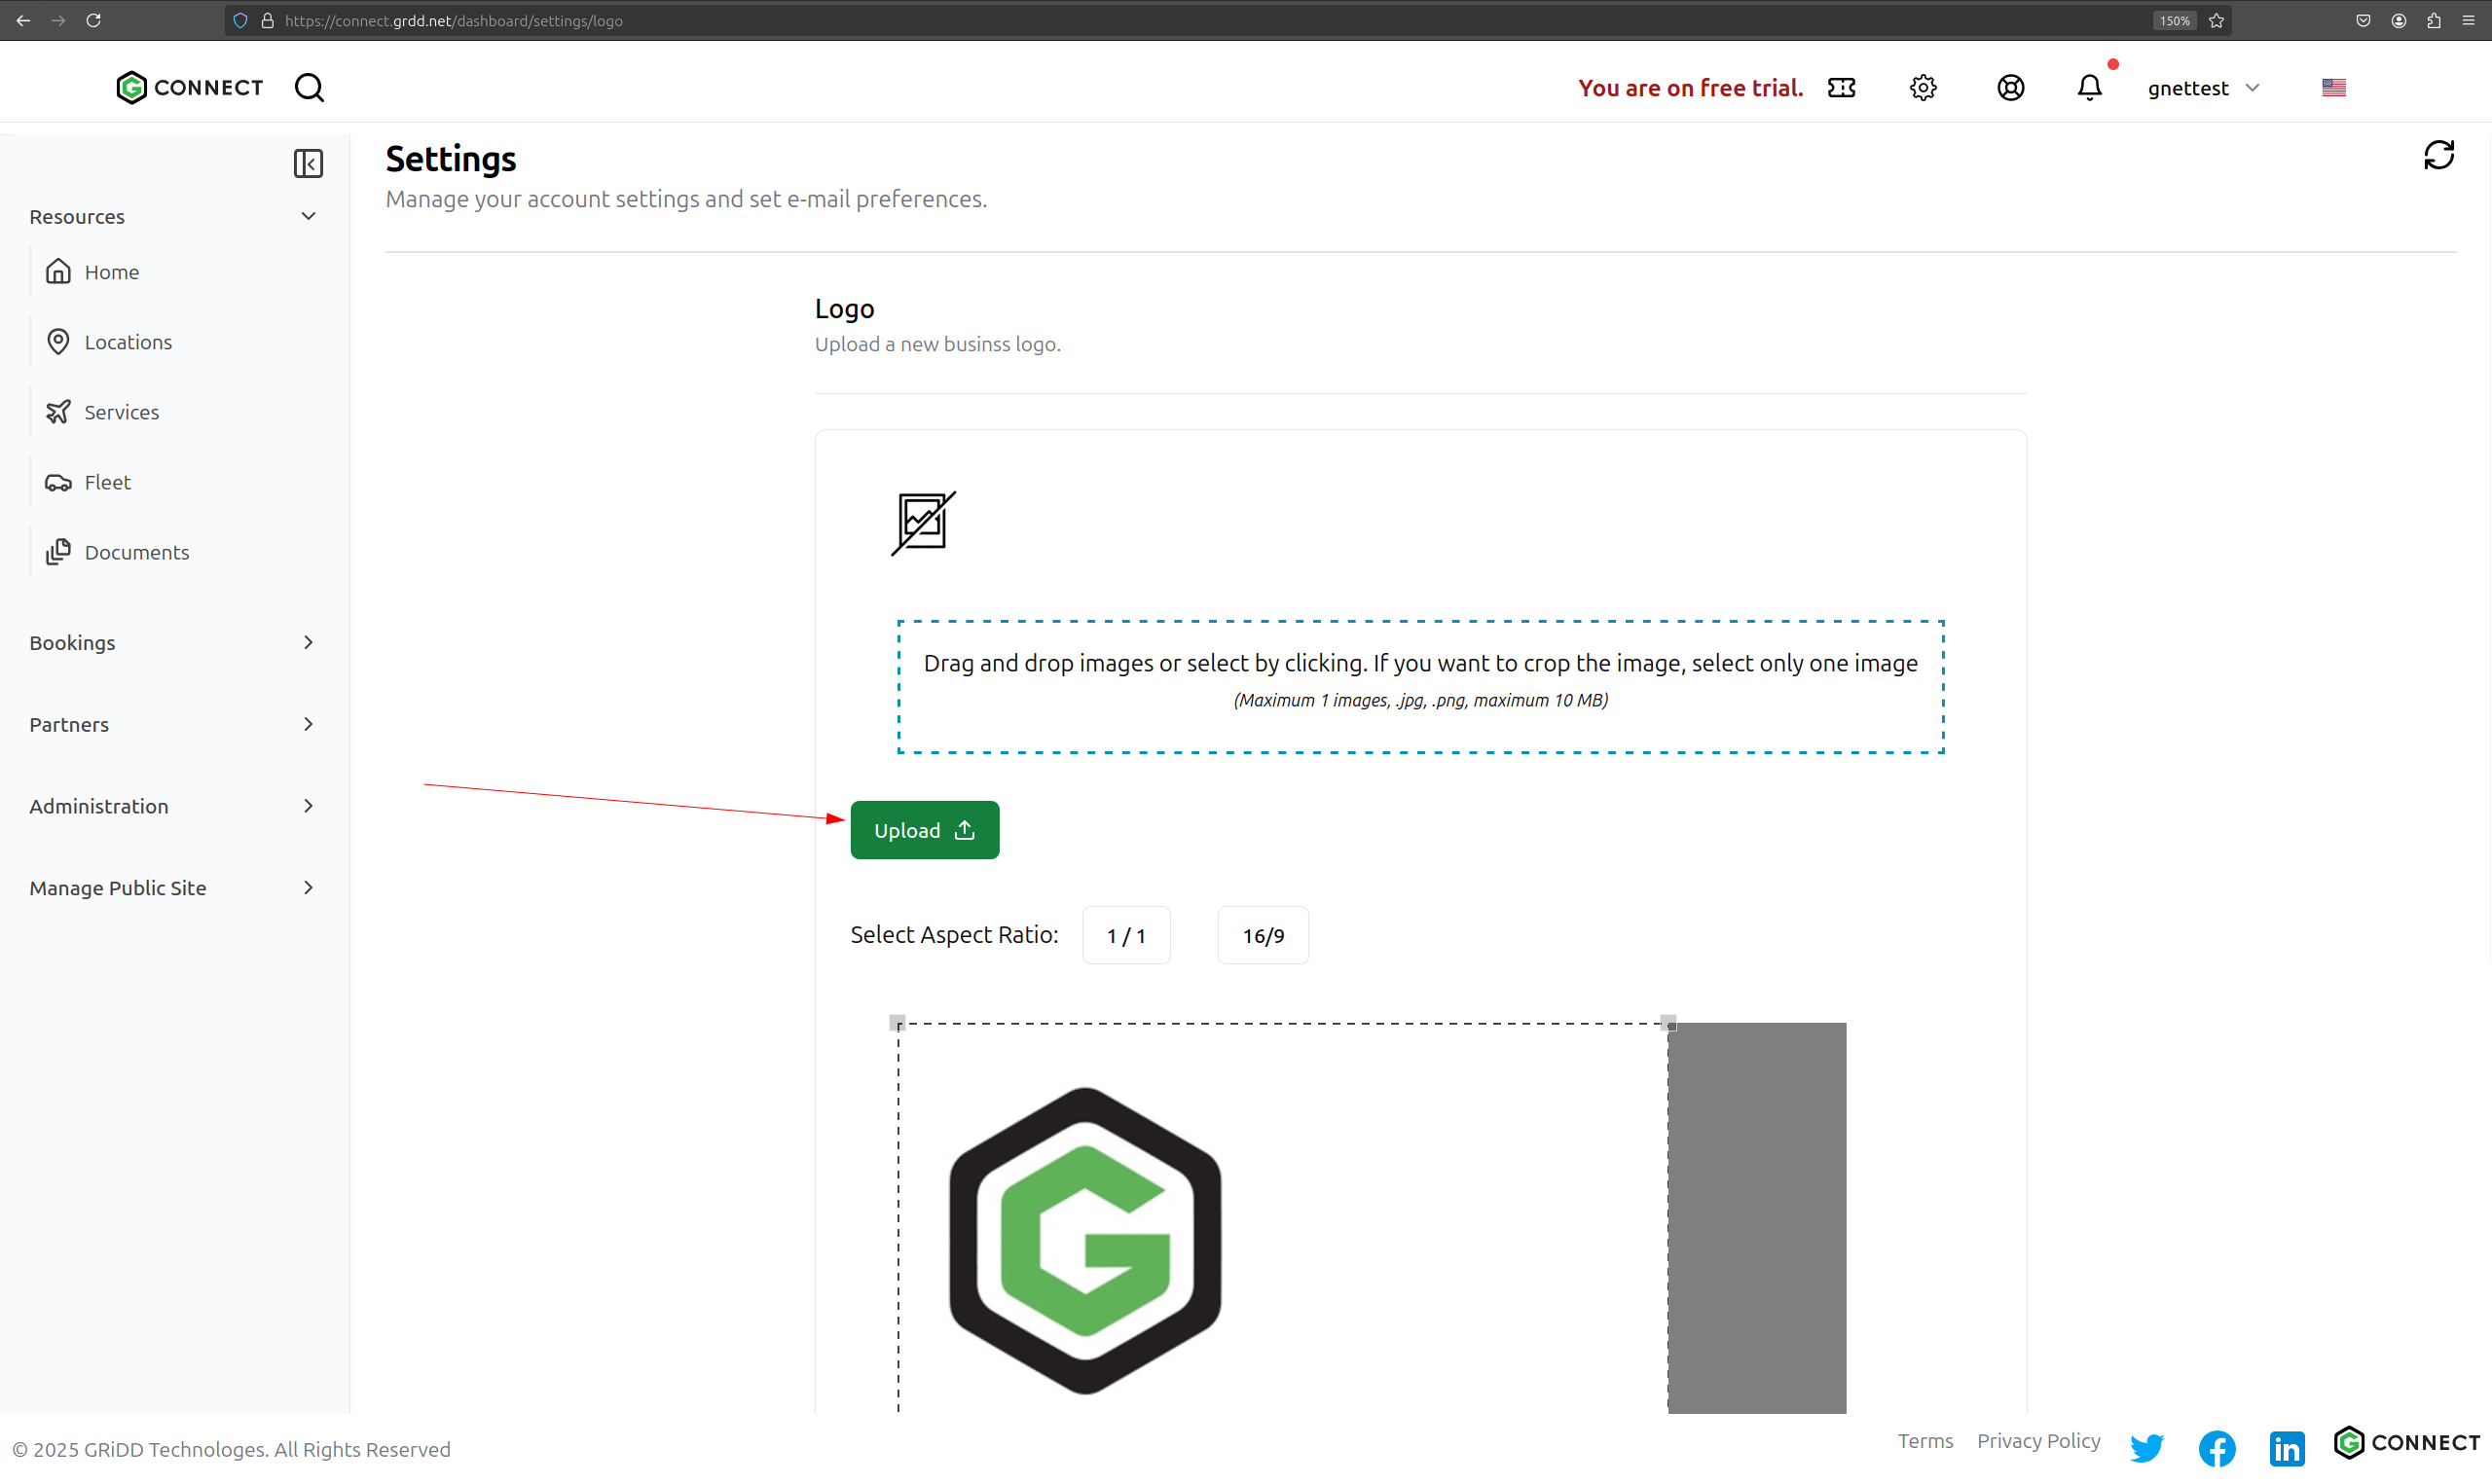 https://connect.grdd.net/dashboard/settings/logo
150%
CONNECT
You are on free trial.
gnettest
Settings
Manage your account settings and set e-mail preferences.
Resources
Home
Locations
Services
Fleet
Documents
Bookings
Partners
Administration
Manage Public Site
Logo
Upload a new businss logo.
Drag and drop images or select by clicking. If you want to crop the image, select only one image
(Maximum 1 images, .jpg, .png, maximum 10 MB)
Upload
Select Aspect Ratio:
1 / 1
16/9
G
© 2025 GRiDD Technologes. All Rights Reserved
Terms
Privacy Policy
in
CONNECT